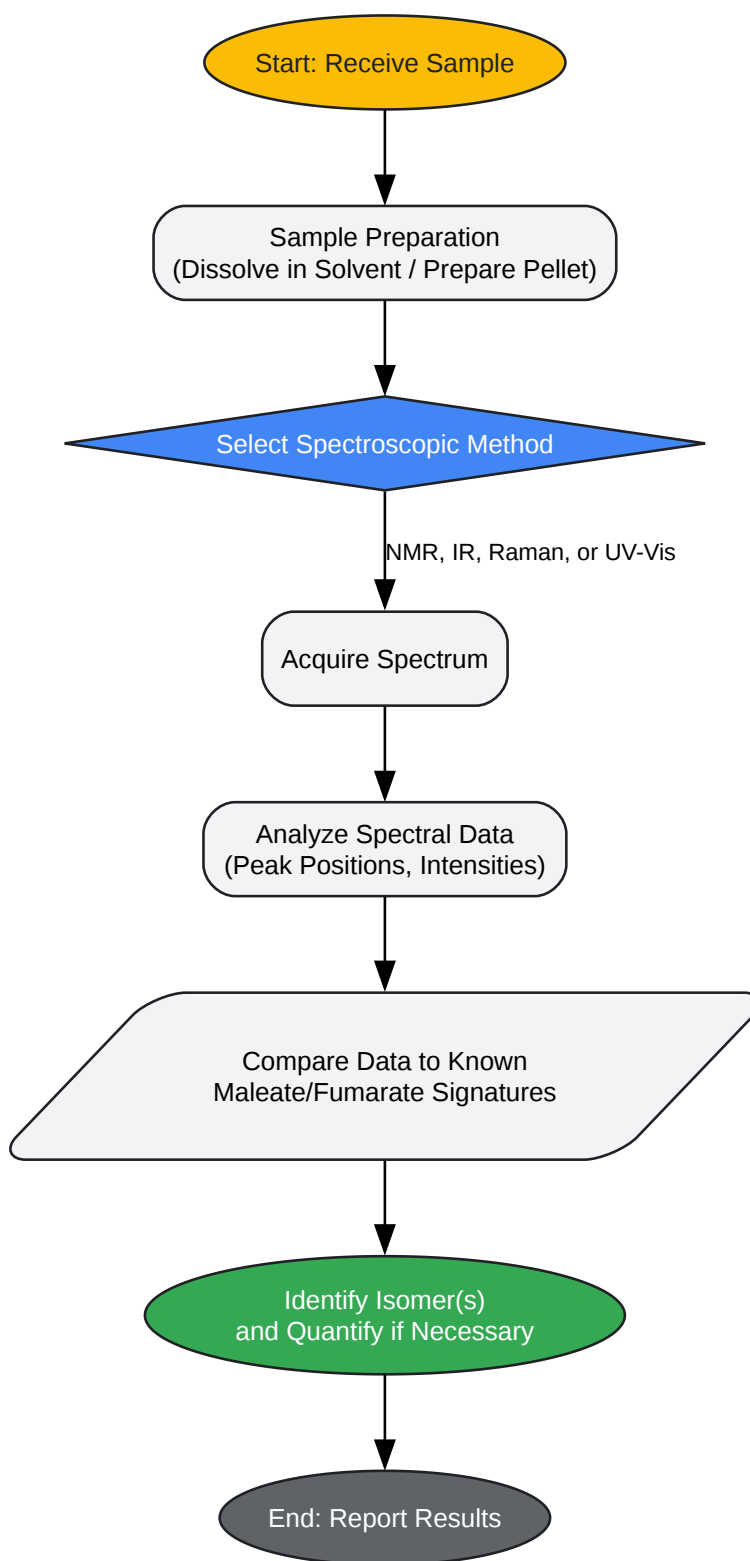 Start: Receive Sample
Sample Preparation
(Dissolve in Solvent / Prepare Pellet)
Select Spectroscopic Method
NMR, IR, Raman, or UV-Vis
Acquire Spectrum
Analyze Spectral Data
(Peak Positions, Intensities)
Compare Data to Known
Maleate/Fumarate Signatures
Identify Isomer(s)
and Quantify if Necessary
End: Report Results